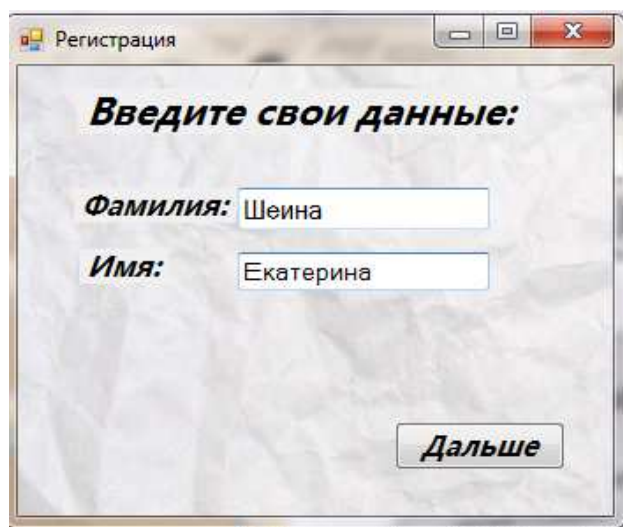 Регистрация
Введите свои данные:
Фамилия: Шеина
Имя: Екатерина
Дальше